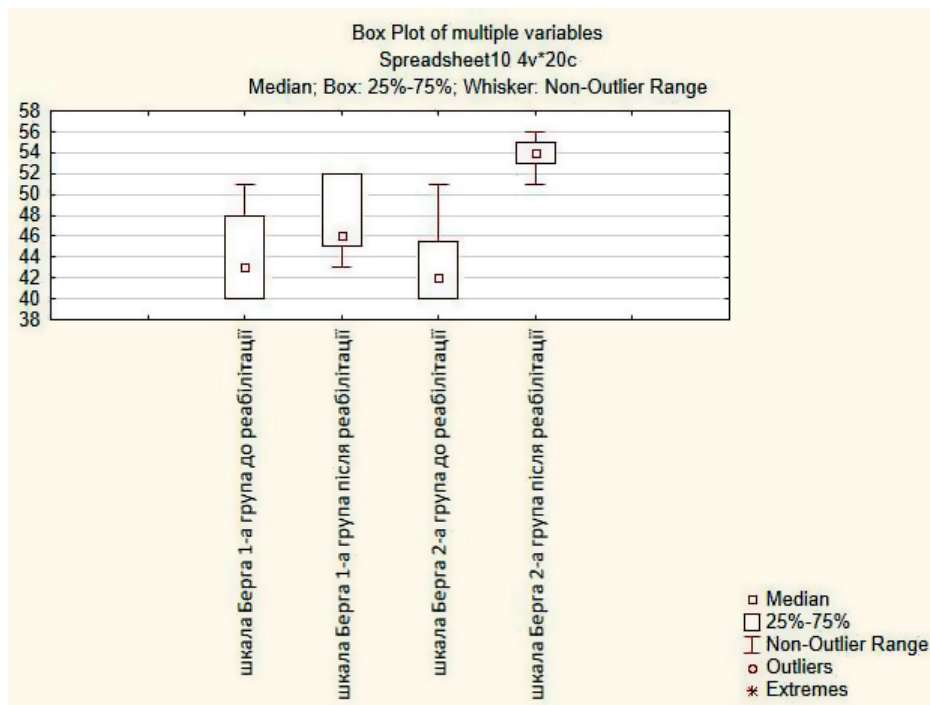 Box Plot of multiple variables
Spreadsheet10 4v*20c
Median; Box: 25%-75%; Whisker: Non-Outlier Range
58
56
54
52
50
48
46
44
42
40
38
шкала Берга 1-а група до реабілітації
шкала Берга 1-а група після реабілітації
шкала Берга 2-а група до реабілітації
шкала Берга 2-а група після реабілітації
Median
25%-75%
Non-Outlier Range
Outliers
Extremes